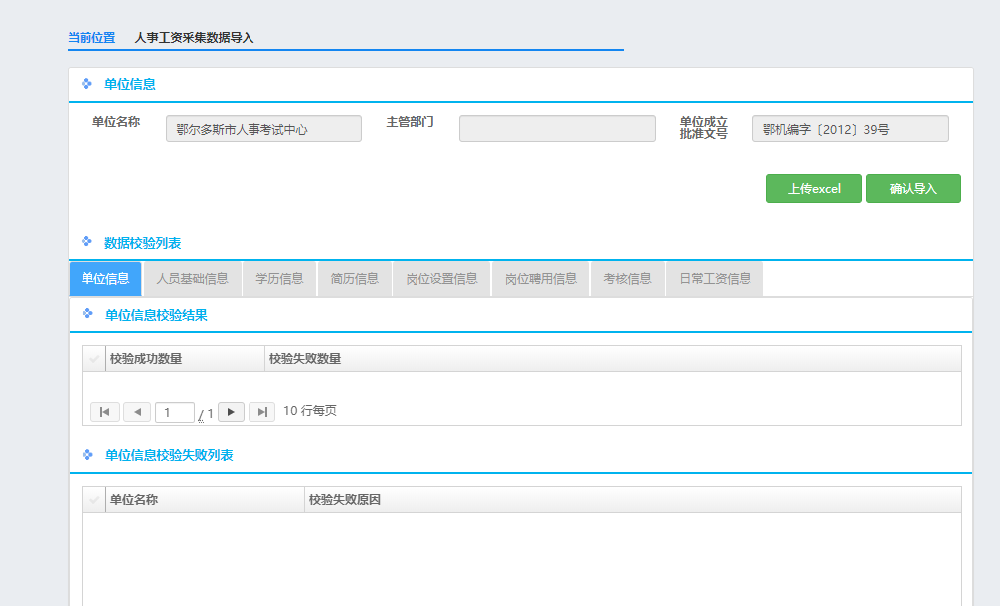 当前位置 人事工资采集数据导入
单位信息
单位名称 鄂尔多斯市人事考试中心 主管部门 单位成立 鄂机编字〔2012〕39号
批准文号
上传excel 确认导入
数据校验列表
单位信息 人员基础信息 学历信息 简历信息 岗位设置信息 岗位聘用信息 考核信息 日常工资信息
单位信息校验结果
校验成功数量 校验失败数量
1 / 1 10 行每页
单位信息校验失败列表
单位名称 校验失败原因